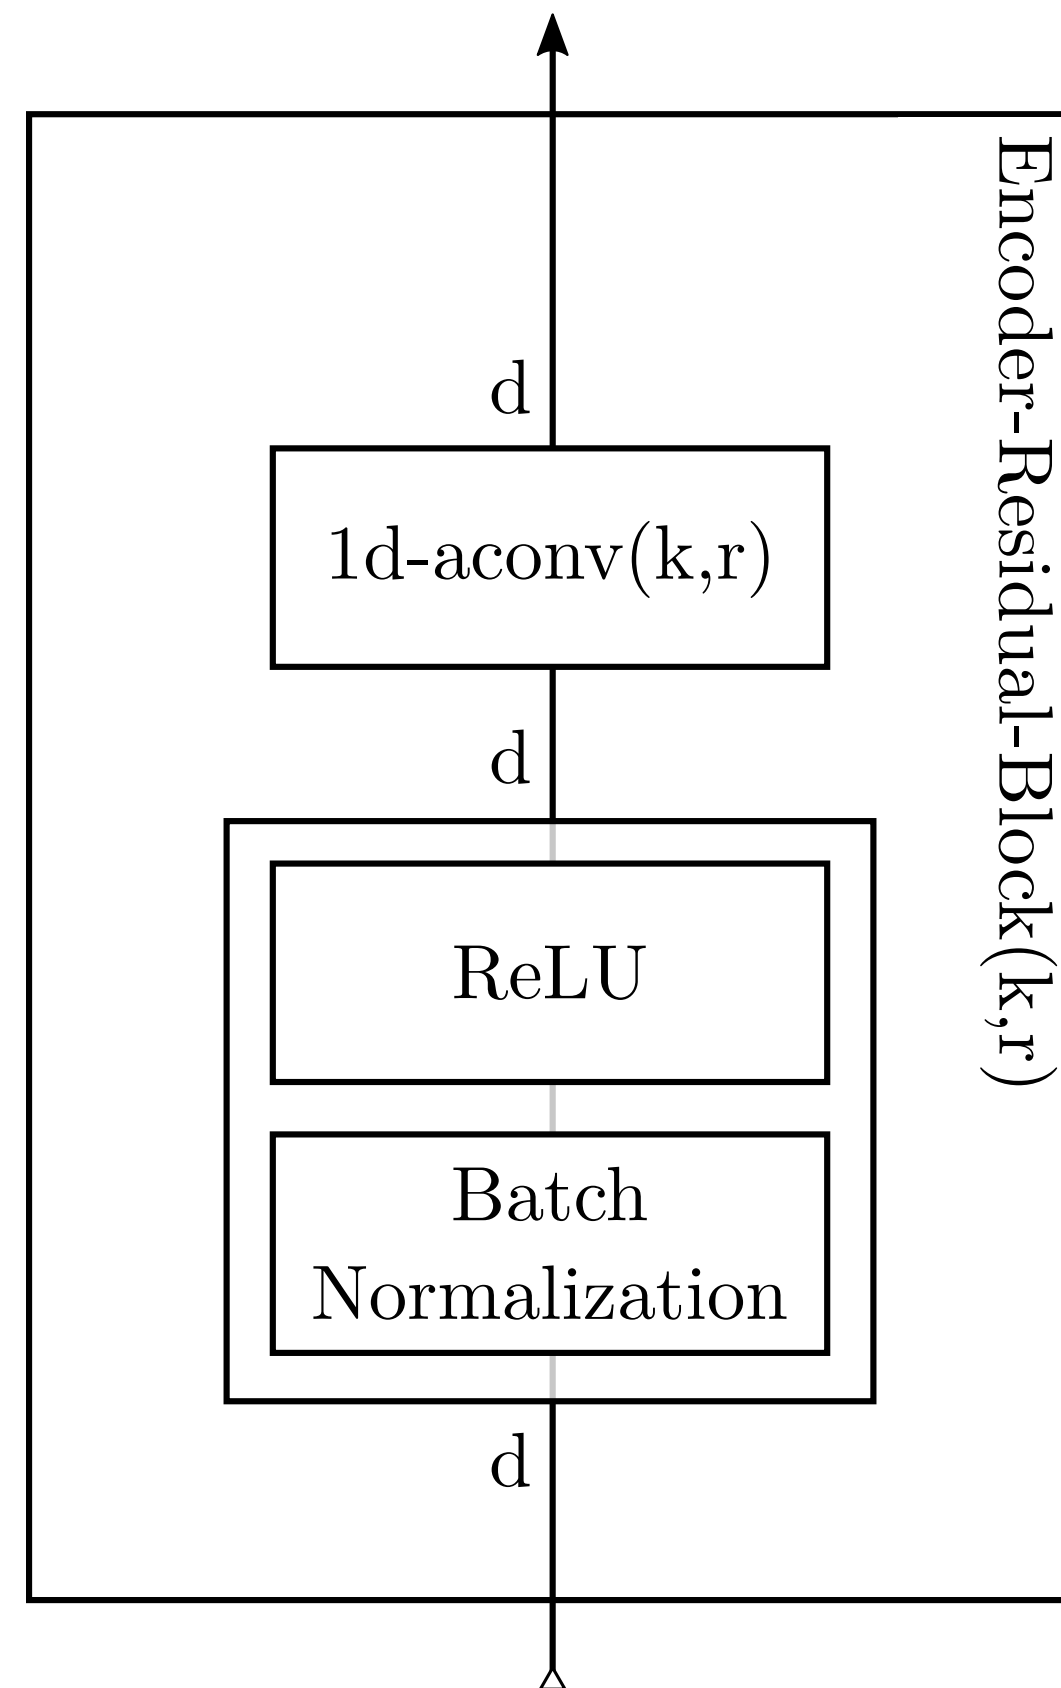 Encoder-Residual-Block(k,r)
d
1d-aconv(k,r)
d
ReLU
Batch
Normalization
d